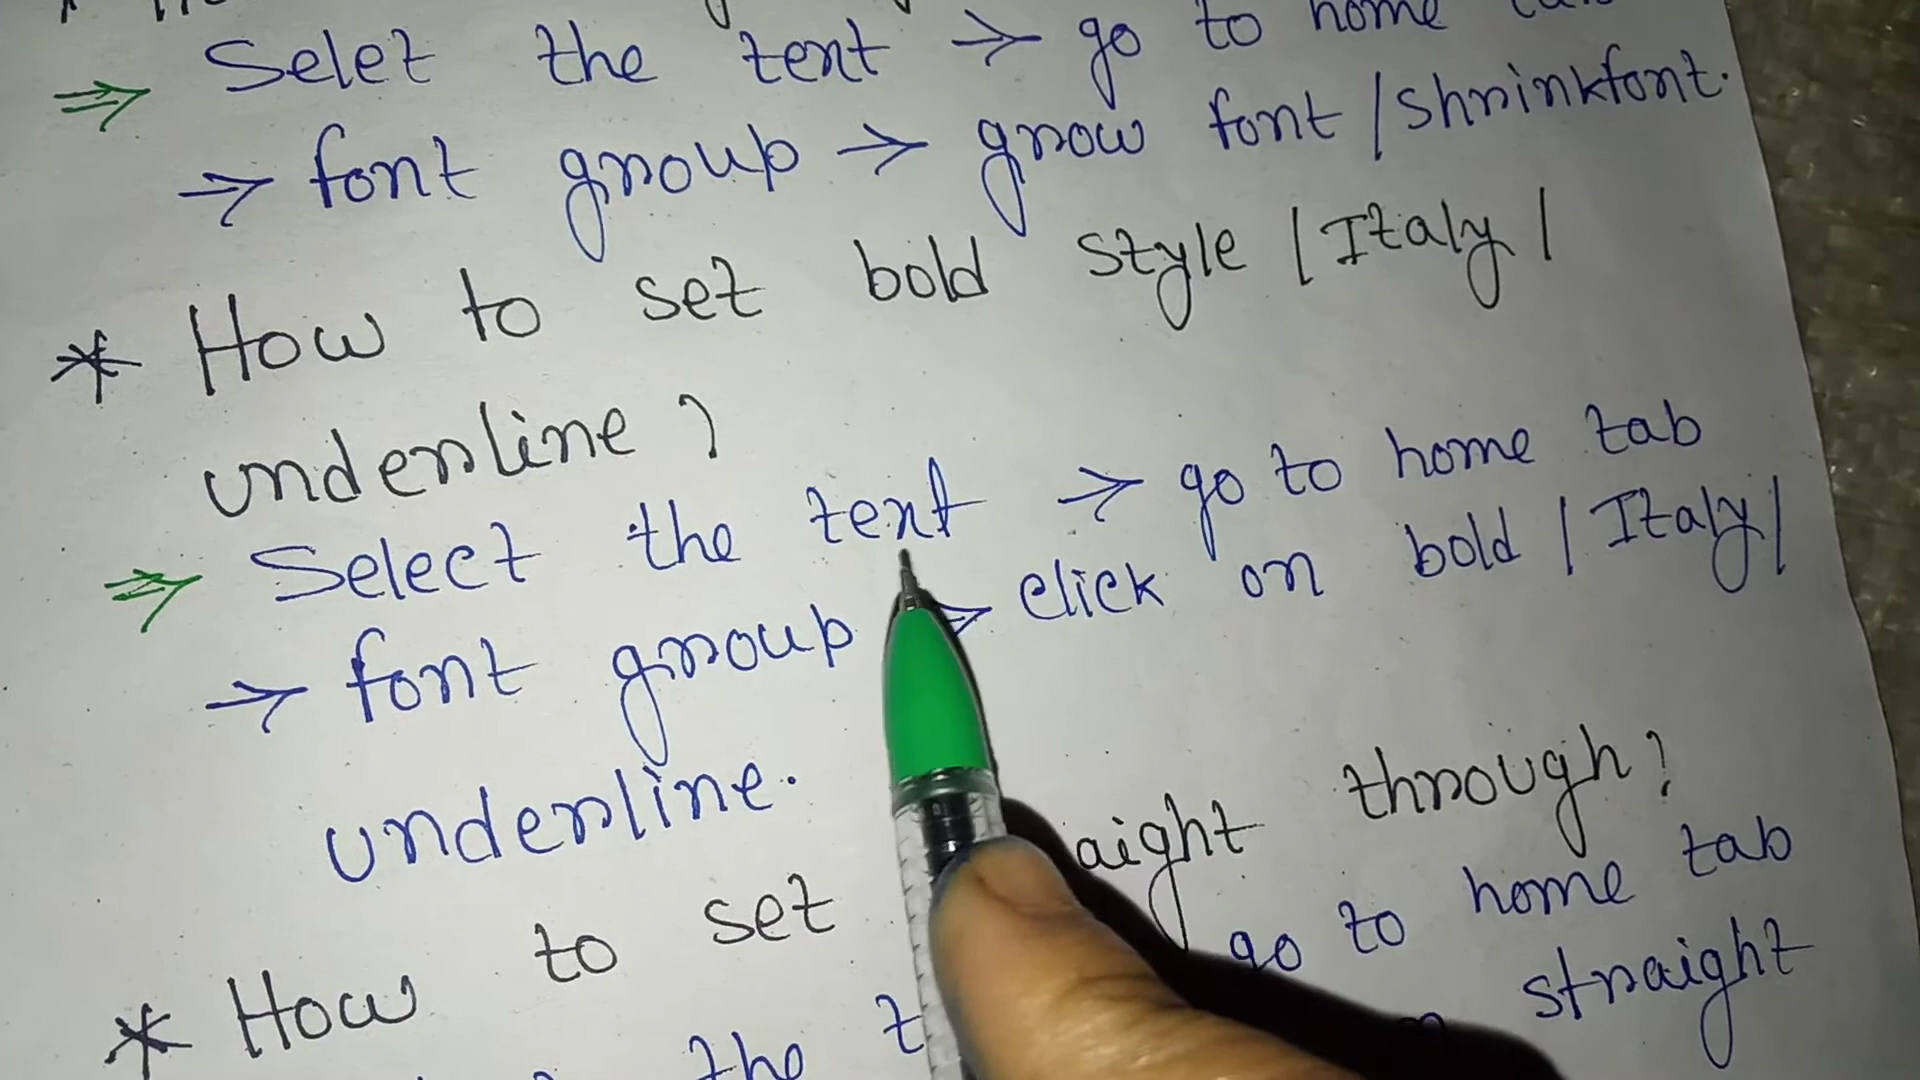 ⇒ Selet the text → go to home
→ font group → grow font / Shrinkfont.
* How to set bold style / Italy /
underline ?
⇒ Select the text → go to home tab
→ font group → click on bold / Italy /
underline.
* How to set aight through ?
the go to home tab
straight